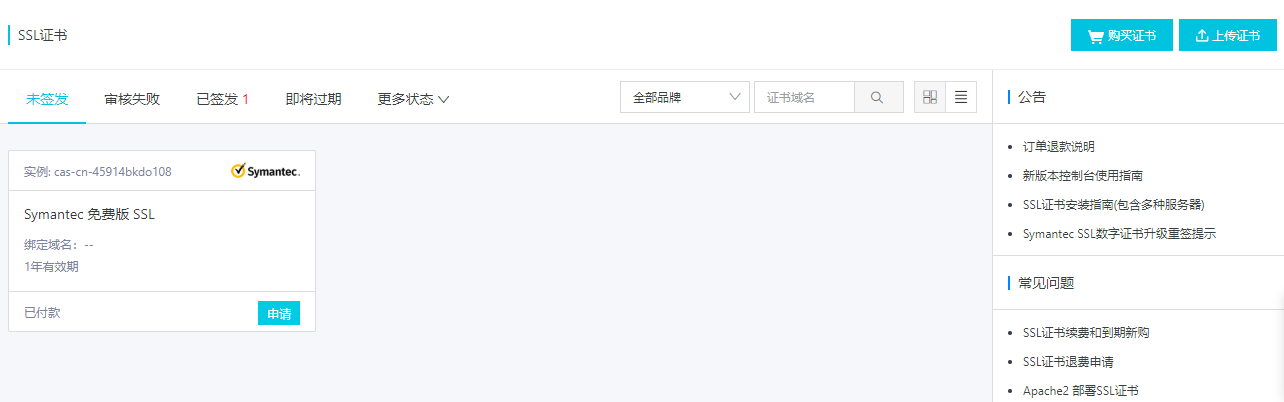 SSL证书
购买证书
上传证书
未签发
审核失败
已签发 1
即将过期
更多状态
全部品牌
证书域名
实例: cas-cn-45914bkdo108
Symantec.
Symantec 免费版 SSL
绑定域名: --
1年有效期
已付款
申请
公告
订单退款说明
新版本控制台使用指南
SSL证书安装指南(包含多种服务器)
Symantec SSL数字证书升级重签提示
常见问题
SSL证书续费和到期新购
SSL证书退费申请
Apache2 部署SSL证书